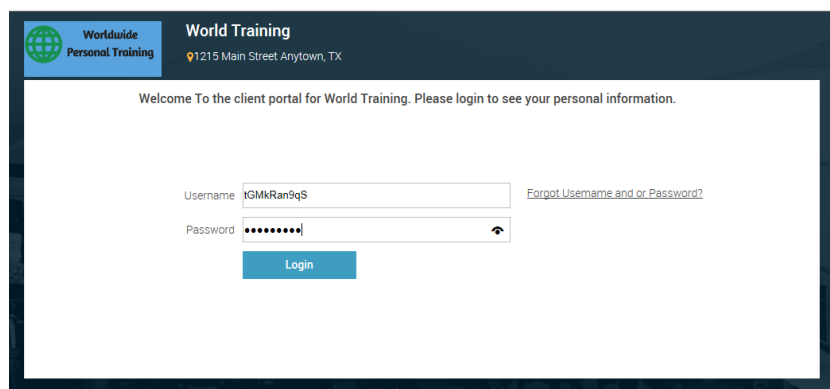 Worldwide
Personal Training
World Training
1215 Main Street Anytown, TX
Welcome To the client portal for World Training. Please login to see your personal information.
Username tGMkRan9qS Forgot Username and or Password?
Password •••••••••
Login